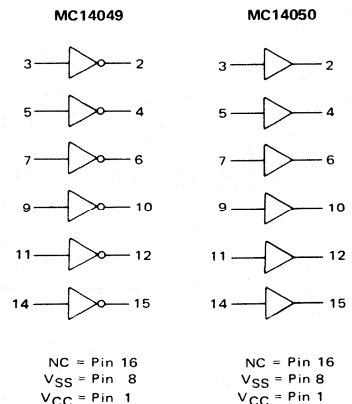 MC14049 MC14050
3 2 3 2
5 4 5 4
7 6 7 6
9 10 9 10
11 12 11 12
14 15 14 15
NC = Pin 16 NC = Pin 16
VSS = Pin 8 VSS = Pin 8
VCC = Pin 1 VCC = Pin 1